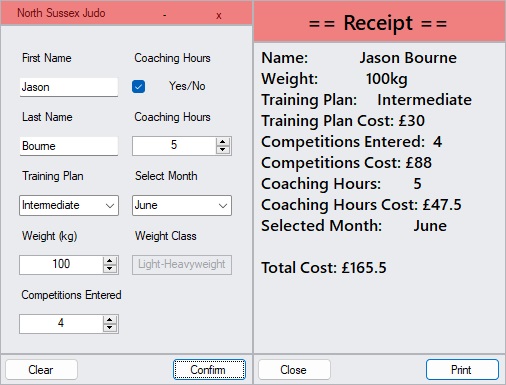 North Sussex Judo - x
First Name Coaching Hours
Jason Yes/No
Last Name Coaching Hours
Bourne 5
Training Plan Select Month
Intermediate June
Weight (kg) Weight Class
100 Light-Heavyweight
Competitions Entered
4
Clear Confirm
== Receipt ==
Name: Jason Bourne
Weight: 100kg
Training Plan: Intermediate
Training Plan Cost: £30
Competitions Entered: 4
Competitions Cost: £88
Coaching Hours: 5
Coaching Hours Cost: £47.5
Selected Month: June
Total Cost: £165.5
Close Print